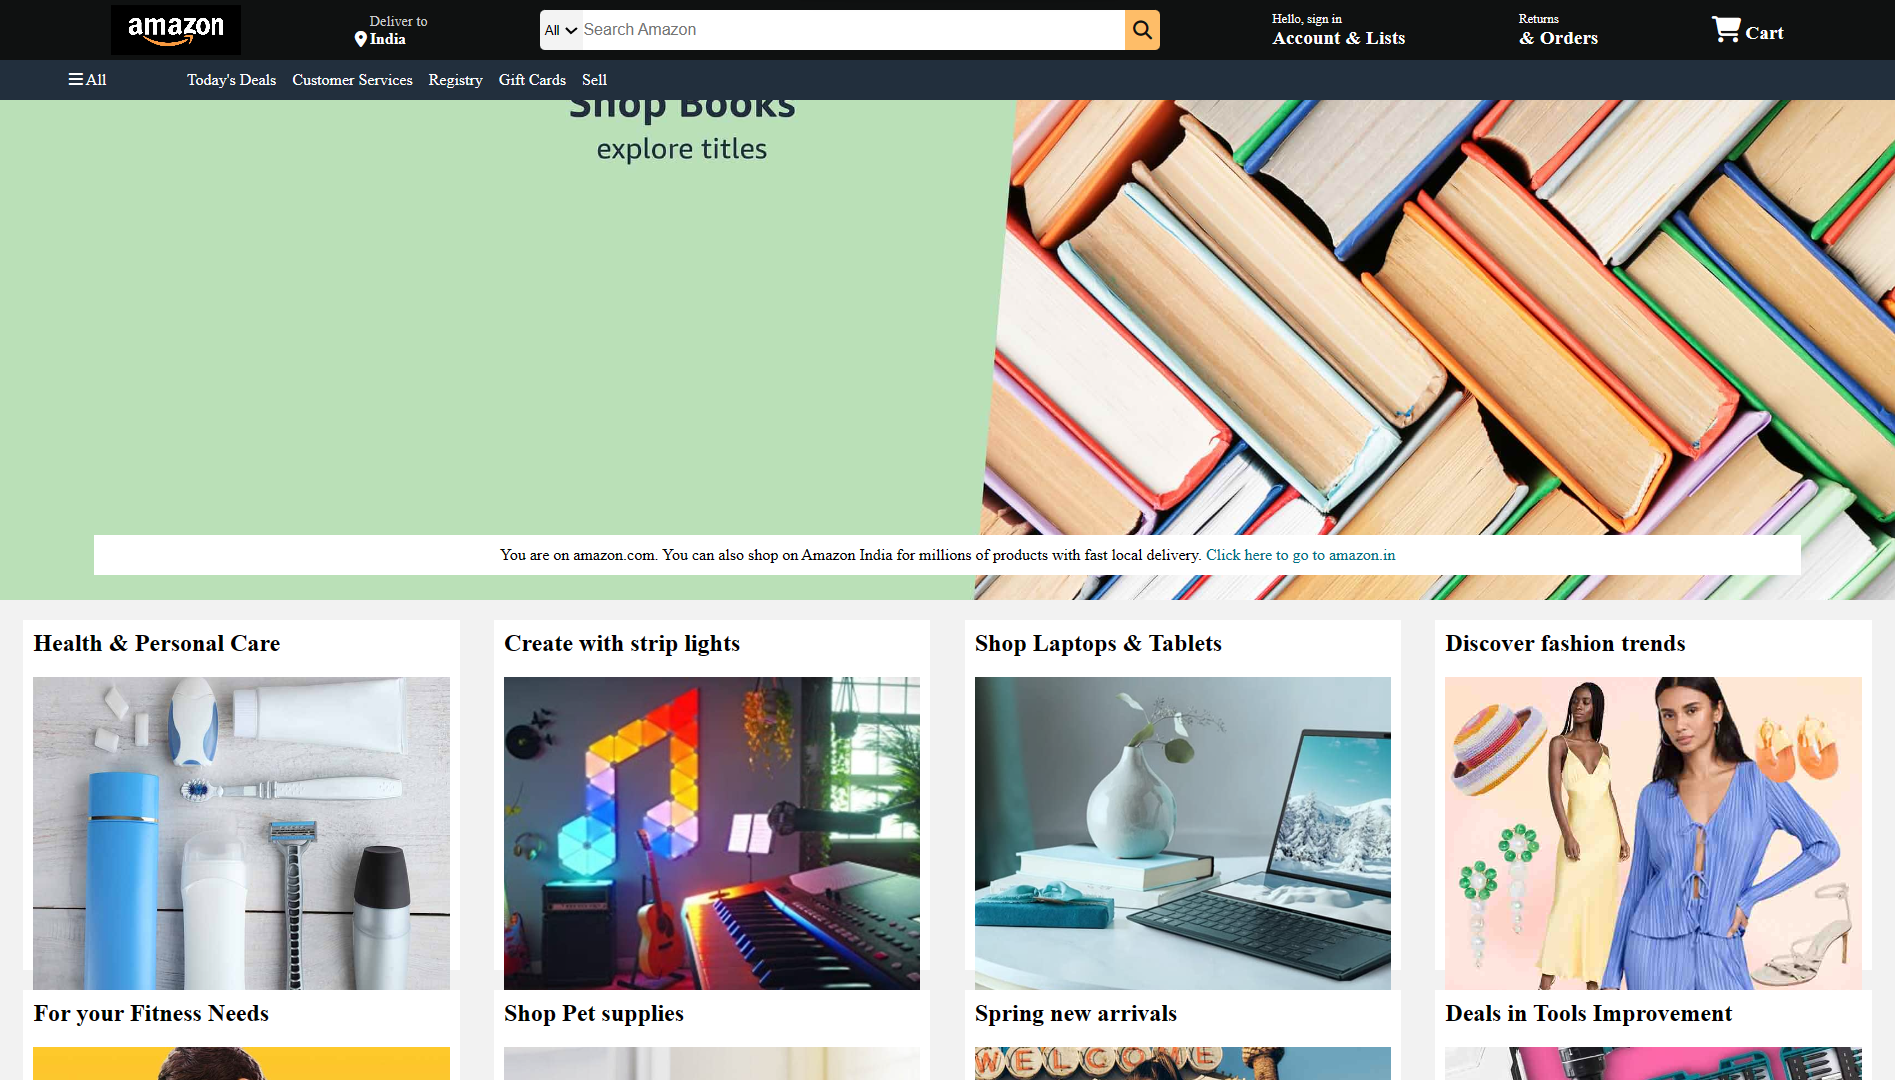 amazon
Deliver to
India
All
Search Amazon
Hello, sign in
Account & Lists
Returns
& Orders
Cart
All
Today's Deals
Customer Services
Registry
Gift Cards
Sell
Shop Books
explore titles
You are on amazon.com. You can also shop on Amazon India for millions of products with fast local delivery. Click here to go to amazon.in
Health & Personal Care
Create with strip lights
Shop Laptops & Tablets
Discover fashion trends
For your Fitness Needs
Shop Pet supplies
Spring new arrivals
Deals in Tools Improvement
WELCOME